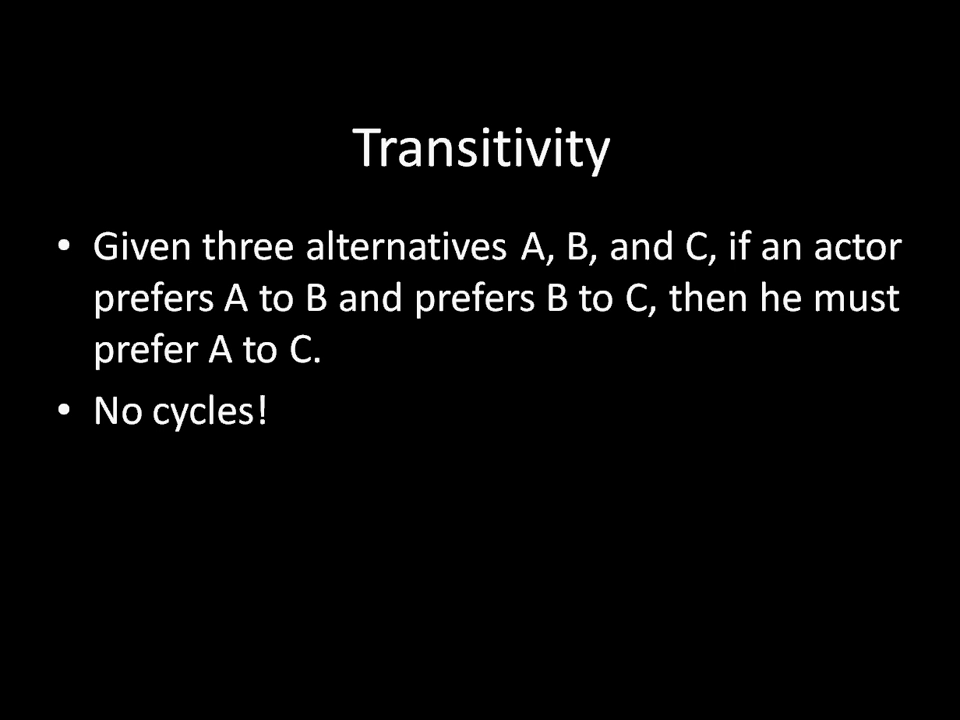 Transitivity
• Given three alternatives A, B, and C, if an actor
prefers A to B and prefers B to C, then he must
prefer A to C.
• No cycles!